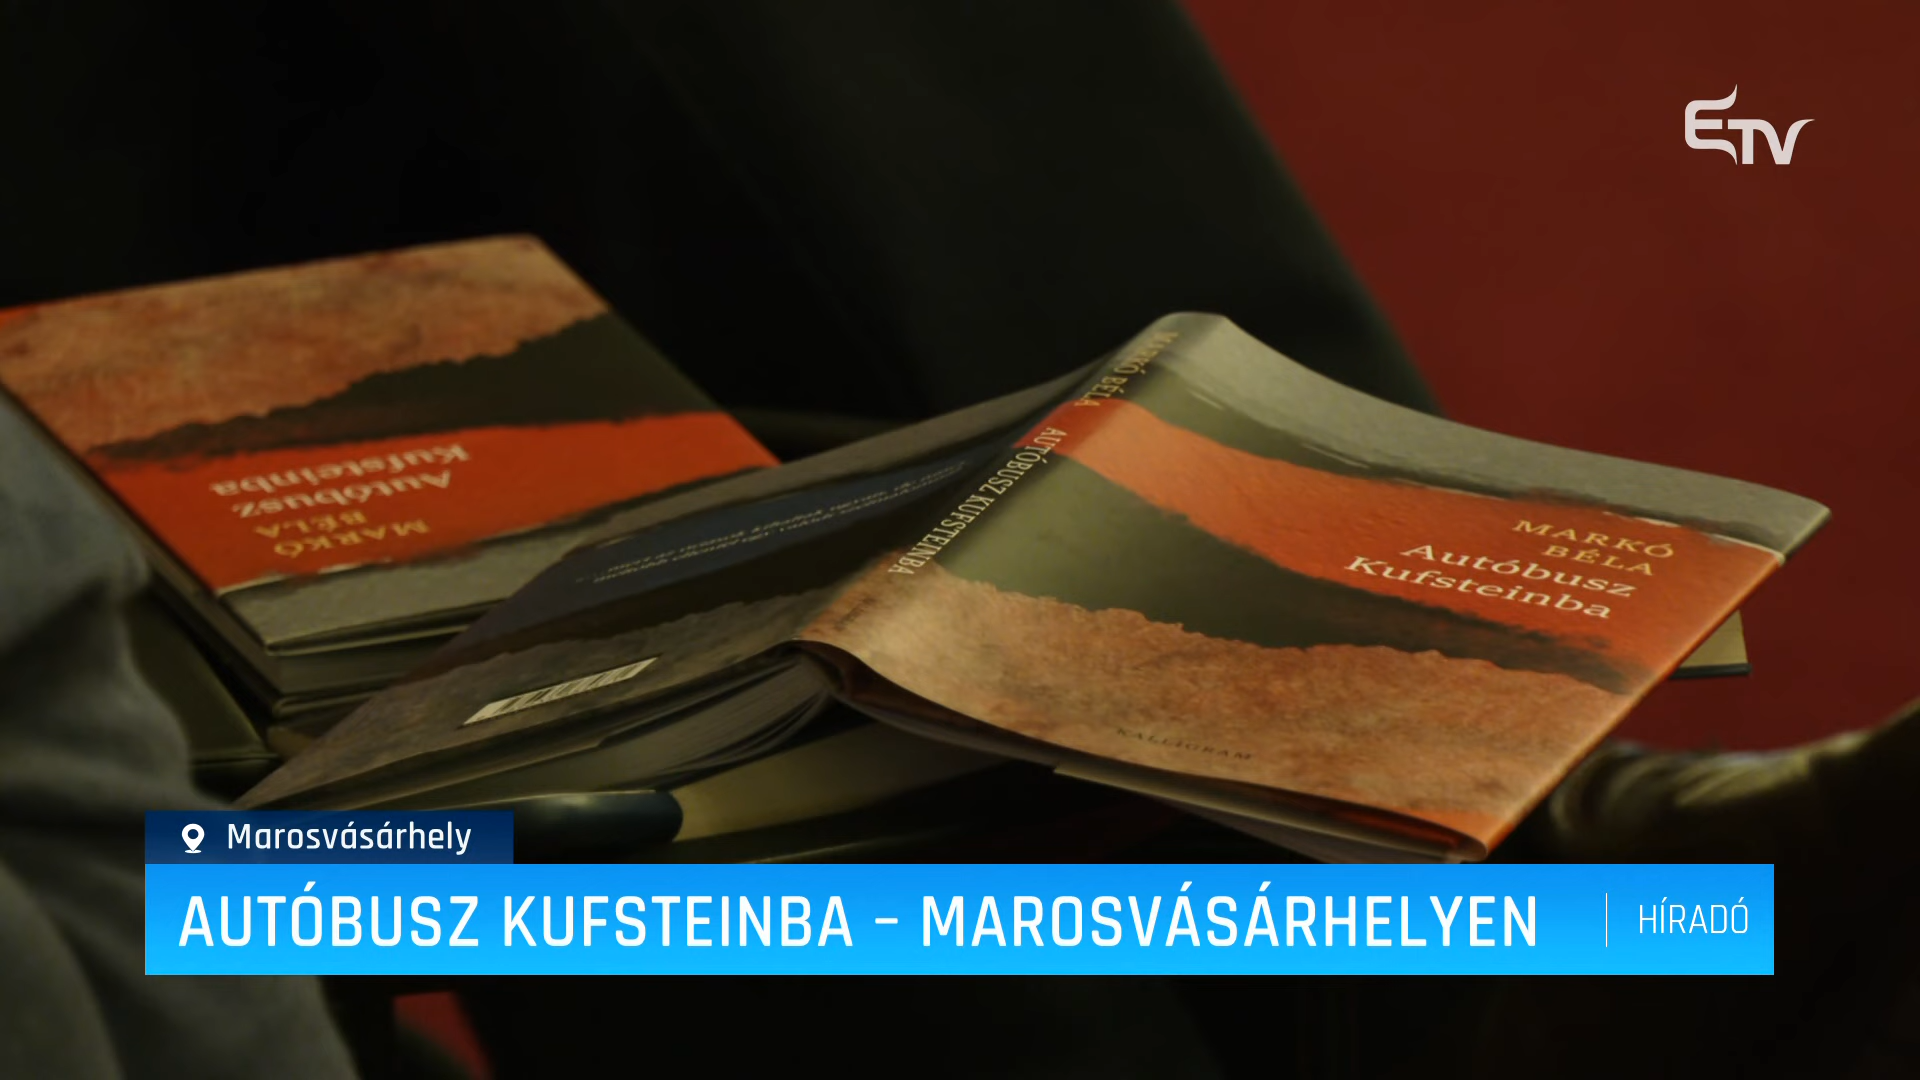 ETV
Kufsteinba
Autóbusz
BÉLA
MARKÓ
MARKÓ BÉLA AUTÓBUSZ KUFSTEINBA
MARKÓ
BÉLA
Autóbusz
Kufsteinba
KALLIGRAM
Marosvásárhely
AUTÓBUSZ KUFSTEINBA – MAROSVÁSÁRHELYEN
HÍRADÓ